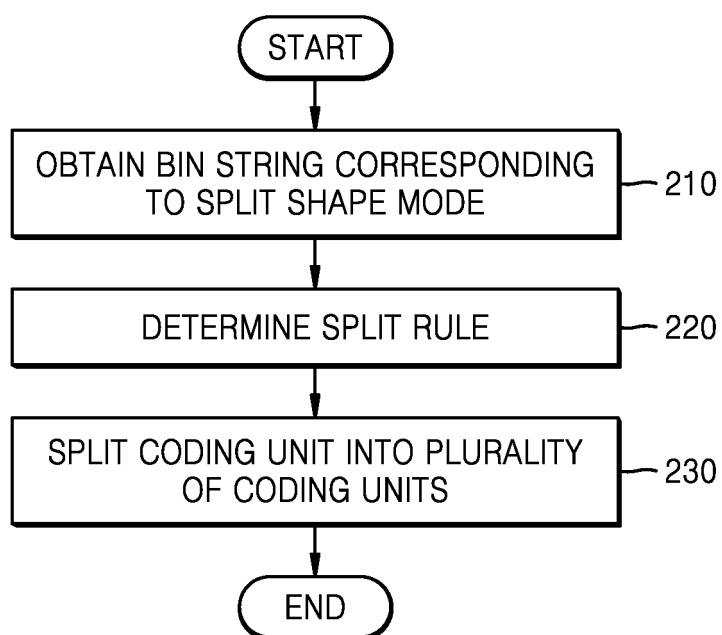 START
OBTAIN BIN STRING CORRESPONDING
TO SPLIT SHAPE MODE
210
DETERMINE SPLIT RULE
220
SPLIT CODING UNIT INTO PLURALITY
OF CODING UNITS
230
END